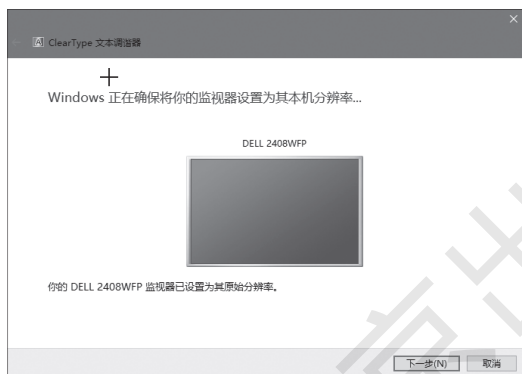 ClearType 文本调谐器
Windows 正在确保将你的监视器设置为其本机分辨率...
DELL 2408WFP
你的 DELL 2408WFP 监视器已设置为其原始分辨率。
下一步(N) 取消